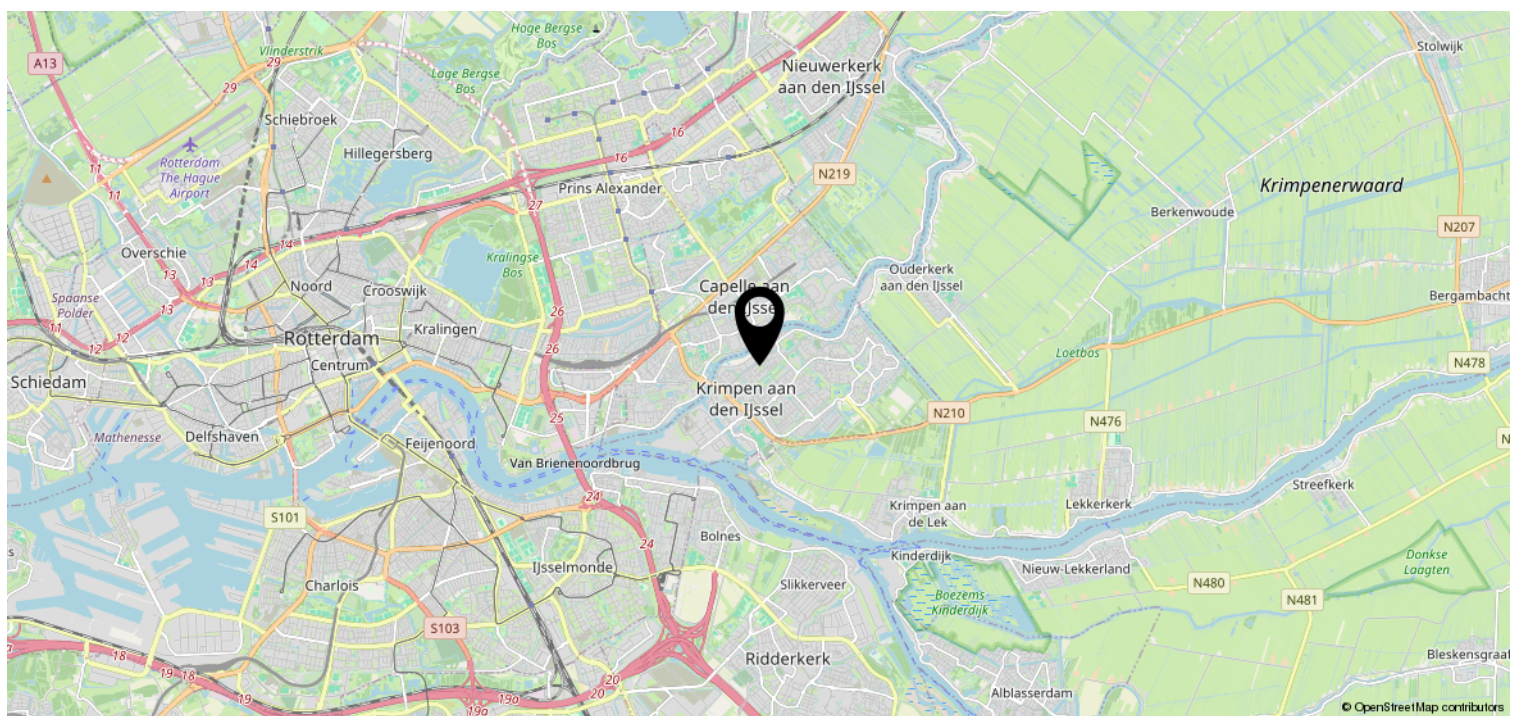 Hoge Bergse
Bos
Vlinderstrik
Stolwijk
A13
29
Nieuwerkerk
aan den IJssel
Lage Bergse
Bos
29
Schiebroek
16
Hillegersberg
16
Rotterdam
The Hague
Airport
11
11
N219
Prins Alexander
Krimpenerwaard
27
Berkenwoude
N207
14
Overschie
Kralingse
Bos
14
13
13
Ouderkerk
aan den IJssel
Noord
Crooswijk
Capelle aan
den IJssel
Bergambacht
Spaanse
Polder
26
11
12
Kralingen
Rotterdam
26
Loetbos
Centrum
N478
Schiedam
Krimpen aan
den IJssel
N210
25
N476
Mathenesse
Delfshaven
Feijenoord
N
Van Brienenoordbrug
Streefkerk
24
Krimpen aan
de Lek
Lekkerkerk
S101
Bolnes
24
s
Kinderdijk
Donkse
Laagten
IJsselmonde
Nieuw-Lekkerland
Charlois
Slikkerveer
N480
Boezems
Kinderdijk
N481
S103
a
18
Ridderkerk
Bleskensgraaf
19
18
20
19
19a
20
Alblasserdam
19a
© OpenStreetMap contributors